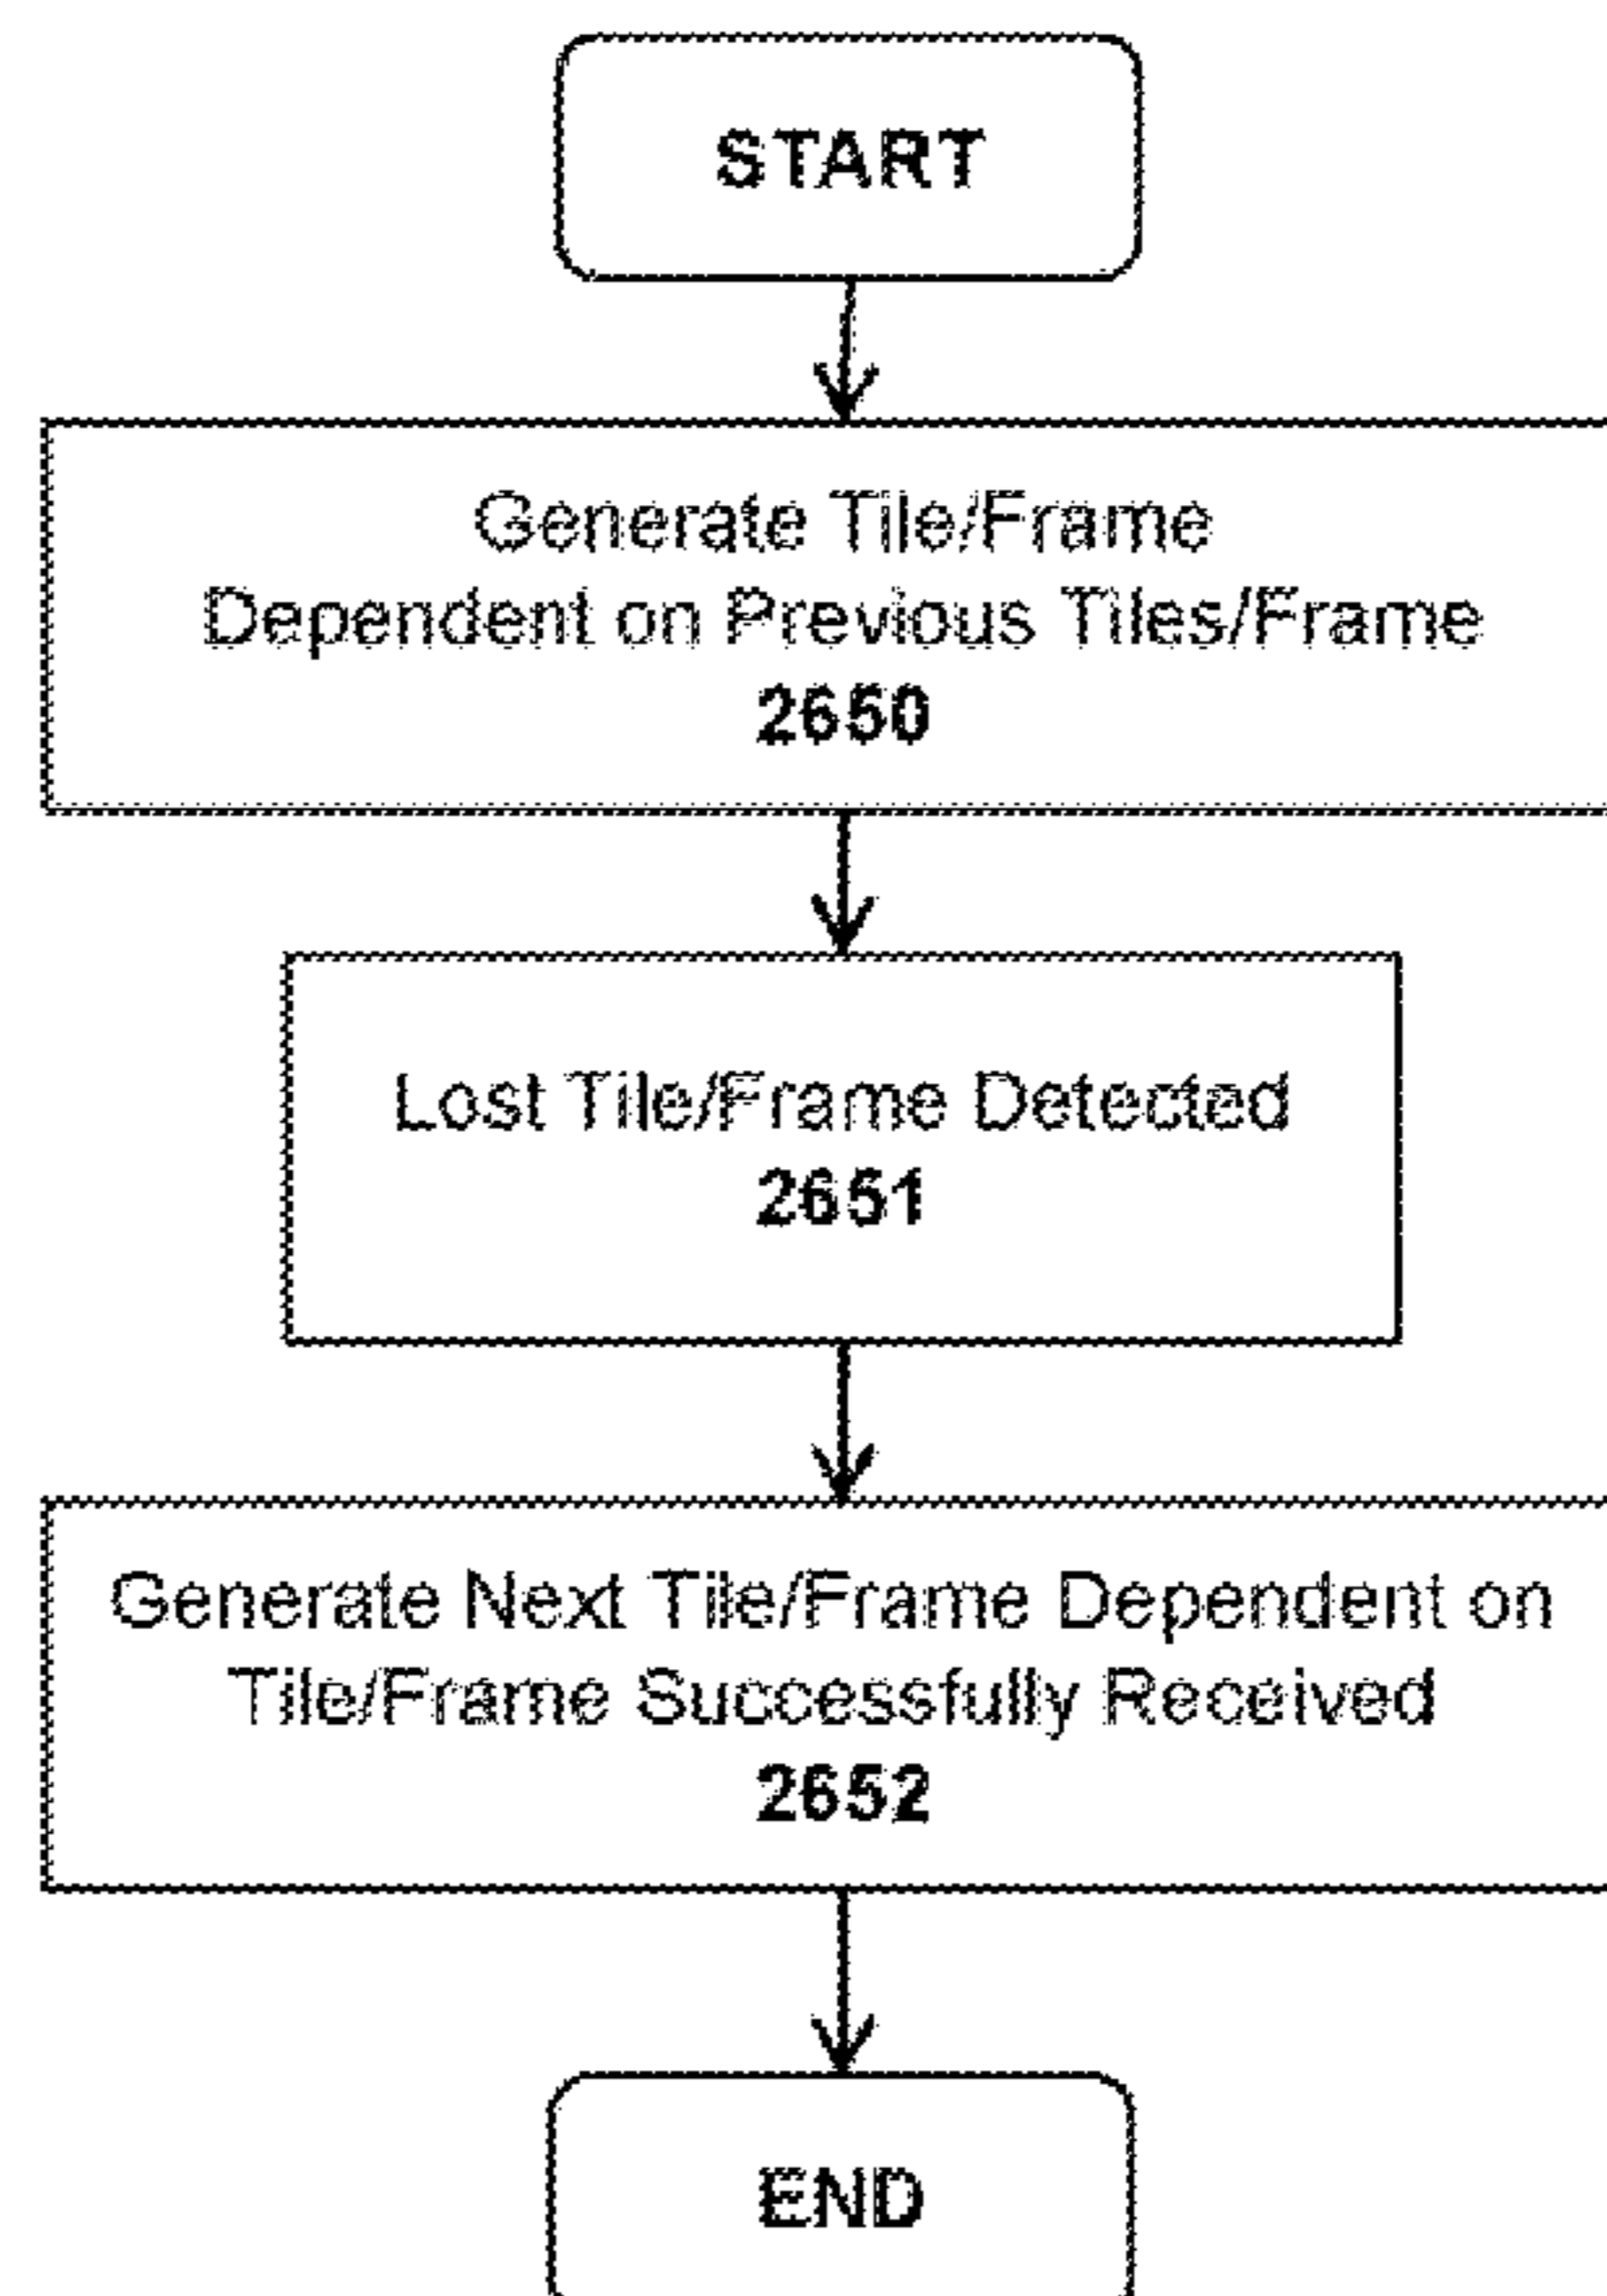 START
Generate Tile/Frame
Dependent on Previous Tiles/Frame
2650
Lost Tile/Frame Detected
2651
Generate Next Tile/Frame Dependent on
Tile/Frame Successfully Received
2652
END